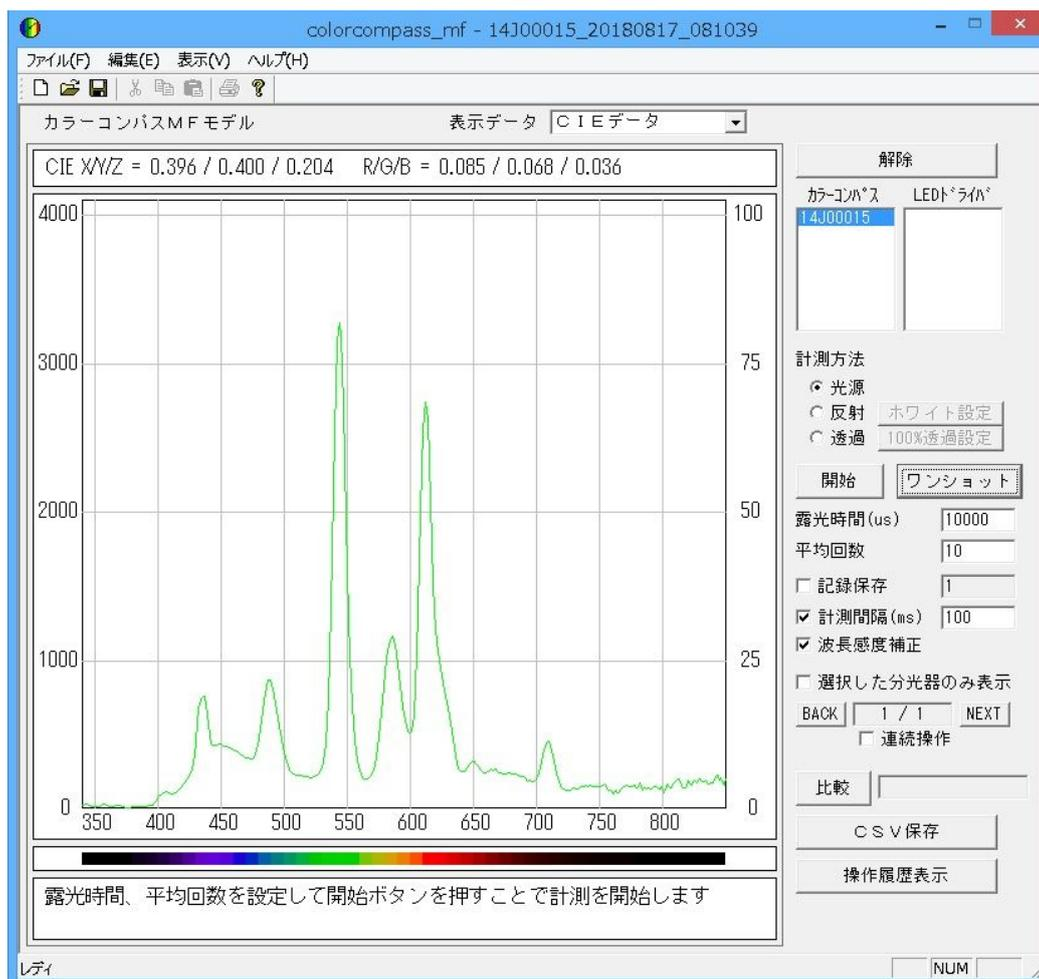 colorcompass_mf - 14J00015_20180817_081039
ファイル(F) 編集(E) 表示(V) ヘルプ(H)
カラーコンパスＭＦモデル 表示データ ＣＩＥデータ
解除
CIE X/Y/Z = 0.396 / 0.400 / 0.204 R/G/B = 0.085 / 0.068 / 0.036
ｶﾗｰｺﾝﾊﾟｽ LEDﾄﾞﾗｲﾊﾞ
14J00015
4000 100
3000 75
2000 50
1000 25
0 0
350 400 450 500 550 600 650 700 750 800
計測方法
光源
反射 ホワイト設定
透過 100%透過設定
開始 ワンショット
露光時間(us) 10000
平均回数 10
記録保存 1
計測間隔(ms) 100
波長感度補正
選択した分光器のみ表示
BACK 1 / 1 NEXT
連続操作
比較
ＣＳＶ保存
操作履歴表示
露光時間、平均回数を設定して開始ボタンを押すことで計測を開始します
レディ NUM